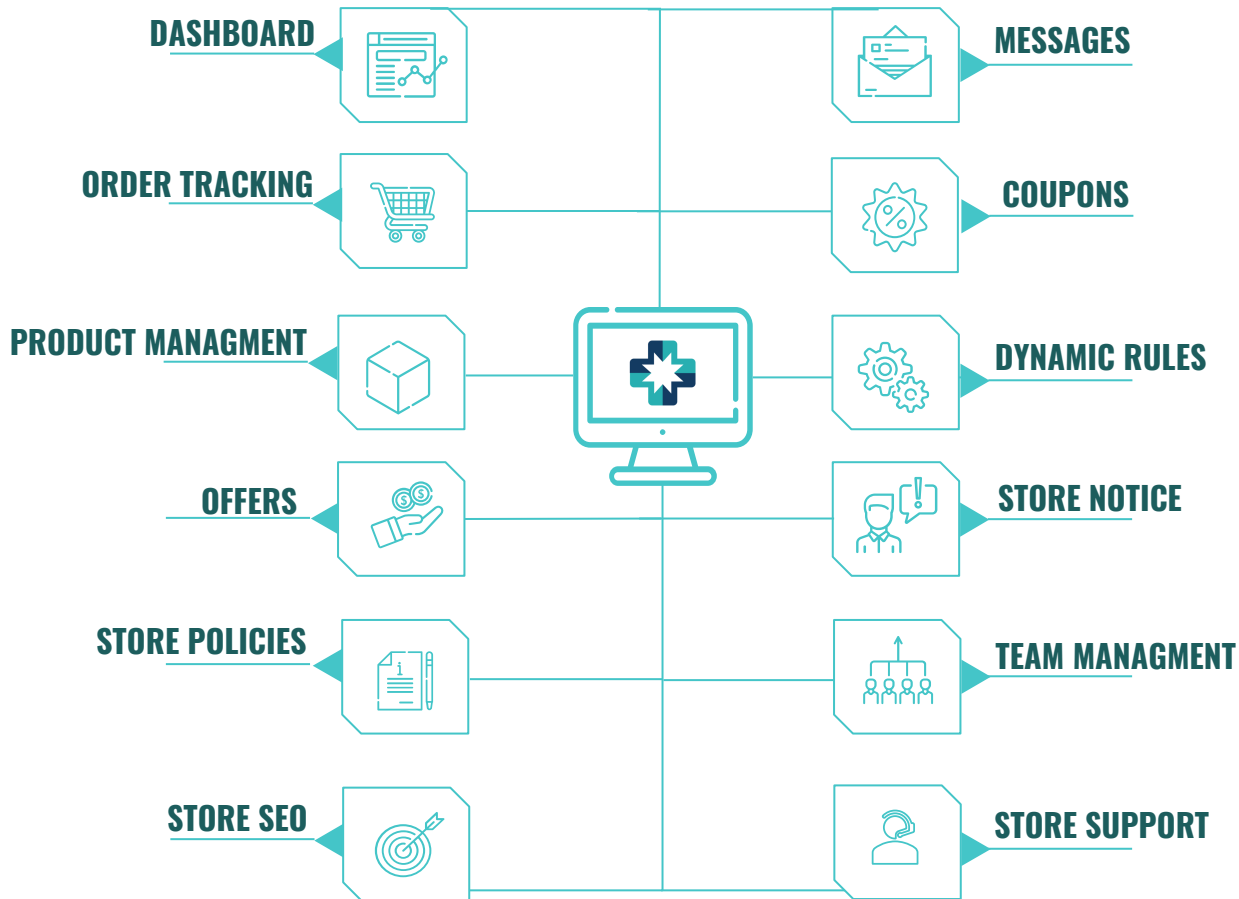 DASHBOARD
MESSAGES
ORDER TRACKING
COUPONS
PRODUCT MANAGMENT
DYNAMIC RULES
OFFERS
STORE NOTICE
STORE POLICIES
TEAM MANAGMENT
STORE SEO
STORE SUPPORT